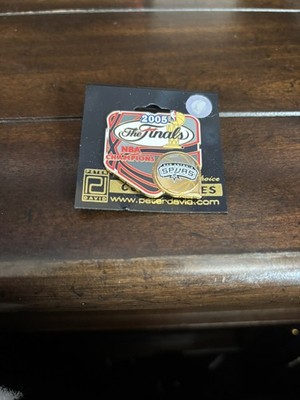 2005
The Finals
NBA
CHAMPIONS
SPURS
PETER
DAVID
www.peterdavid.com